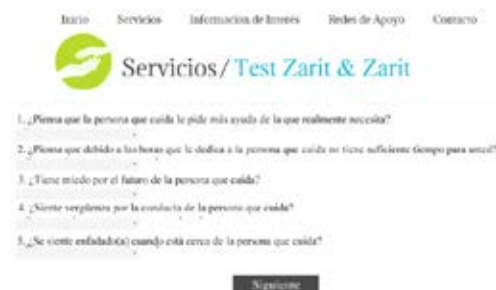 Inicio Servicios Información de Interés Redes de Apoyo Contacto
Servicios / Test Zarit & Zarit
1. ¿Piensa que la persona que cuida le pide más ayuda de la que realmente necesita?
2. ¿Piensa que debido a las horas que le dedica a la persona que cuida no tiene suficiente tiempo para usted?
3. ¿Tiene miedo por el futuro de la persona que cuida?
4. ¿Siente vergüenza por la conducta de la persona que cuida?
5. ¿Se siente enfadado(a) cuando está cerca de la persona que cuida?
Siguiente